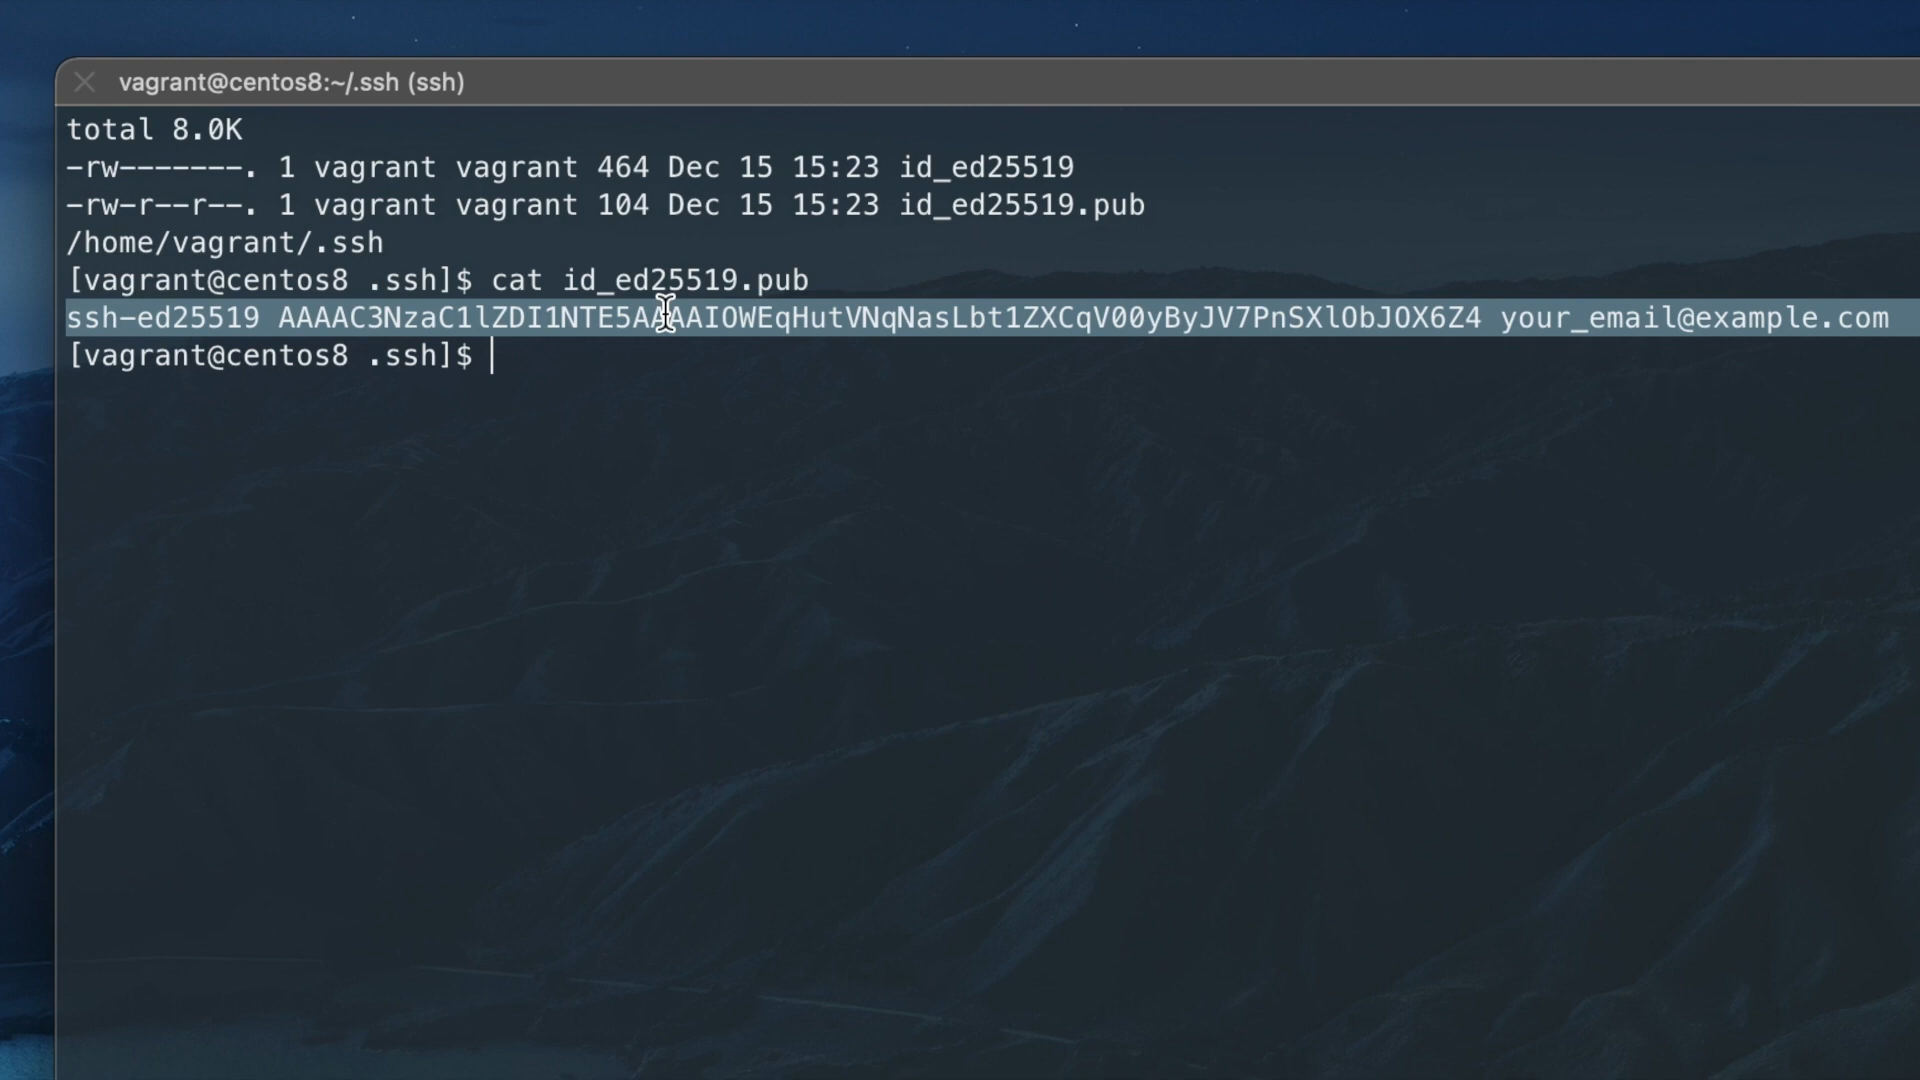 vagrant@centos8:~/.ssh (ssh)
total 8.0K
-rw-------. 1 vagrant vagrant 464 Dec 15 15:23 id_ed25519
-rw-r--r--. 1 vagrant vagrant 104 Dec 15 15:23 id_ed25519.pub
/home/vagrant/.ssh
[vagrant@centos8 .ssh]$ cat id_ed25519.pub
ssh-ed25519 AAAAC3NzaC1lZDI1NTE5AAAAIOWEqHutVNqNasLbt1ZXCqV00yByJV7PnSXlObJOX6Z4 your_email@example.com
[vagrant@centos8 .ssh]$